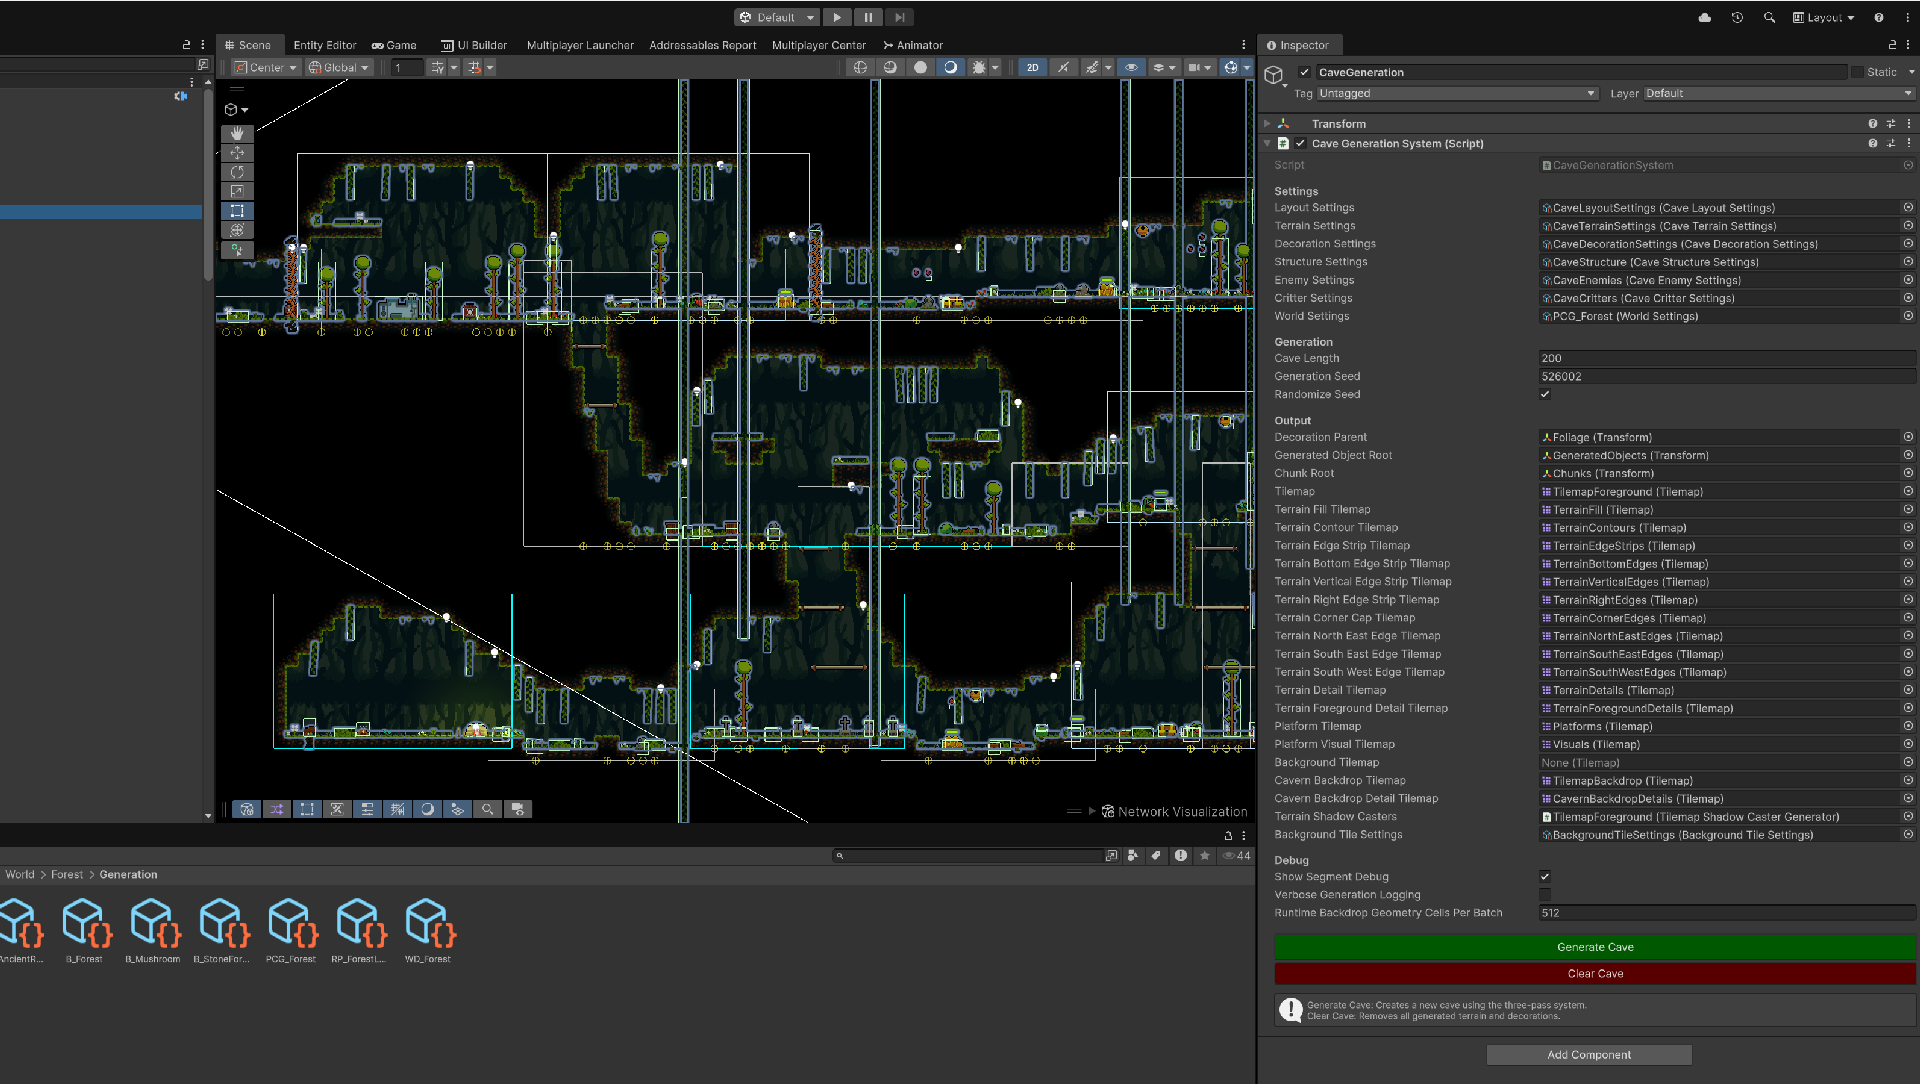 Default
Layout
Scene
Entity Editor
Game
UI Builder
Multiplayer Launcher
Addressables Report
Multiplayer Center
Animator
Inspector
Center
Global
1
2D
CaveGeneration
Static
Tag
Untagged
Layer
Default
Transform
Cave Generation System (Script)
Script
CaveGenerationSystem
Settings
Layout Settings
CaveLayoutSettings (Cave Layout Settings)
Terrain Settings
CaveTerrainSettings (Cave Terrain Settings)
Decoration Settings
CaveDecorationSettings (Cave Decoration Settings)
Structure Settings
CaveStructure (Cave Structure Settings)
Enemy Settings
CaveEnemies (Cave Enemy Settings)
Critter Settings
CaveCritters (Cave Critter Settings)
World Settings
PCG_Forest (World Settings)
Generation
Cave Length
200
Generation Seed
526002
Randomize Seed
Output
Decoration Parent
Foliage (Transform)
Generated Object Root
GeneratedObjects (Transform)
Chunk Root
Chunks (Transform)
Tilemap
TilemapForeground (Tilemap)
Terrain Fill Tilemap
TerrainFill (Tilemap)
Terrain Contour Tilemap
TerrainContours (Tilemap)
Terrain Edge Strip Tilemap
TerrainEdgeStrips (Tilemap)
Terrain Bottom Edge Strip Tilemap
TerrainBottomEdges (Tilemap)
Terrain Vertical Edge Strip Tilemap
TerrainVerticalEdges (Tilemap)
Terrain Right Edge Strip Tilemap
TerrainRightEdges (Tilemap)
Terrain Corner Cap Tilemap
TerrainCornerEdges (Tilemap)
Terrain North East Edge Tilemap
TerrainNorthEastEdges (Tilemap)
Terrain South East Edge Tilemap
TerrainSouthEastEdges (Tilemap)
Terrain South West Edge Tilemap
TerrainSouthWestEdges (Tilemap)
Terrain Detail Tilemap
TerrainDetails (Tilemap)
Terrain Foreground Detail Tilemap
TerrainForegroundDetails (Tilemap)
Platform Tilemap
Platforms (Tilemap)
Platform Visual Tilemap
Visuals (Tilemap)
Background Tilemap
None (Tilemap)
Cavern Backdrop Tilemap
TilemapBackdrop (Tilemap)
Cavern Backdrop Detail Tilemap
CavernBackdropDetails (Tilemap)
Terrain Shadow Casters
TilemapForeground (Tilemap Shadow Caster Generator)
Background Tile Settings
BackgroundTileSettings (Background Tile Settings)
Debug
Show Segment Debug
Verbose Generation Logging
Runtime Backdrop Geometry Cells Per Batch
512
Generate Cave
Clear Cave
Generate Cave: Creates a new cave using the three-pass system.
Clear Cave: Removes all generated terrain and decorations.
Add Component
Network Visualization
44
World > Forest > Generation
AncientR...
B_Forest
B_Mushroom
B_StoneFor...
PCG_Forest
RP_ForestL...
WD_Forest